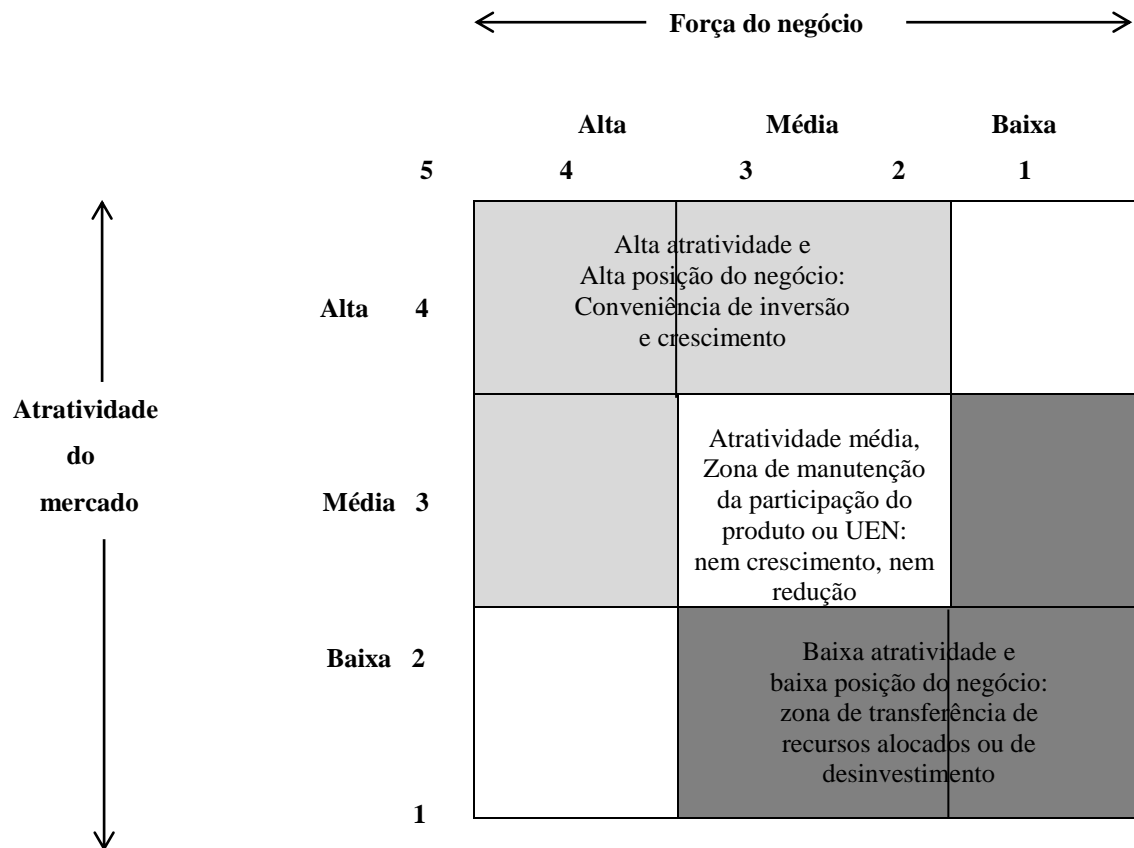 Força do negócio
Alta Média Baixa
5 4 3 2 1
Alta atratividade e
Alta posição do negócio:
Conveniência de inversão
e crescimento
Alta 4
Atratividade
do
mercado
Média 3
Atratividade média,
Zona de manutenção
da participação do
produto ou UEN:
nem crescimento, nem
redução
Baixa 2
Baixa atratividade e
baixa posição do negócio:
zona de transferência de
recursos alocados ou de
desinvestimento
1